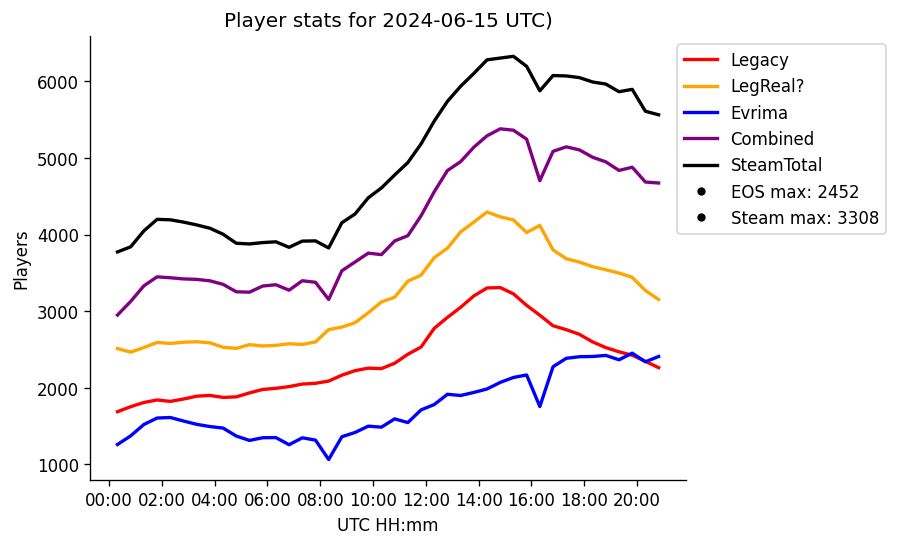 Player stats for 2024-06-15 UTC)
Legacy
LegReal?
Evrima
Combined
SteamTotal
EOS max: 2452
Steam max: 3308
Players
6000
5000
4000
3000
2000
1000
00:00 02:00 04:00 06:00 08:00 10:00 12:00 14:00 16:00 18:00 20:00
UTC HH:mm